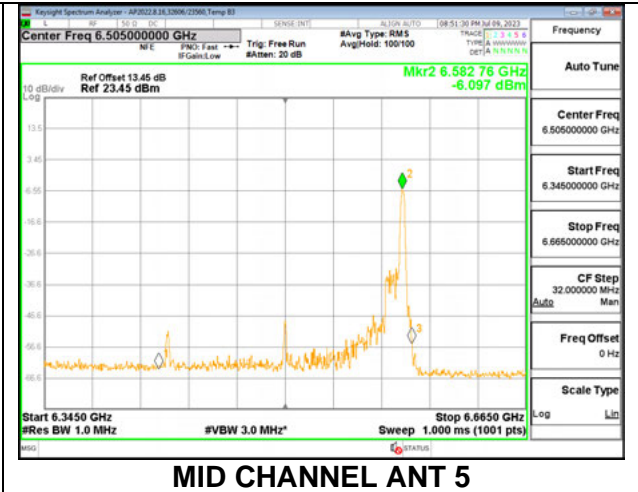 Keysight Spectrum Analyzer - AP2022.8.16,32606/23560,Temp B3
L RF 50 Ω DC SENSE:INT ALIGN AUTO 08:51:30 PM Jul 09, 2023
Center Freq 6.505000000 GHz
NFE
PNO: Fast
IFGain:Low
Trig: Free Run
#Atten: 20 dB
#Avg Type: RMS
Avg|Hold: 100/100
TRACE 1 2 3 4 5 6
TYPE A WWWWW
DET A N N N N N
Frequency
Auto Tune
Center Freq
6.505000000 GHz
Start Freq
6.345000000 GHz
Stop Freq
6.665000000 GHz
CF Step
32.000000 MHz
Auto Man
Freq Offset
0 Hz
Scale Type
Log Lin
Mkr2 6.582 76 GHz
-6.097 dBm
Ref Offset 13.45 dB
10 dB/div Ref 23.45 dBm
Log
13.5
3.45
-6.55
-16.6
-26.6
-36.6
-46.6
-56.6
-66.6
2
3
Start 6.3450 GHz Stop 6.6650 GHz
#Res BW 1.0 MHz #VBW 3.0 MHz* Sweep 1.000 ms (1001 pts)
MSG STATUS
MID CHANNEL ANT 5